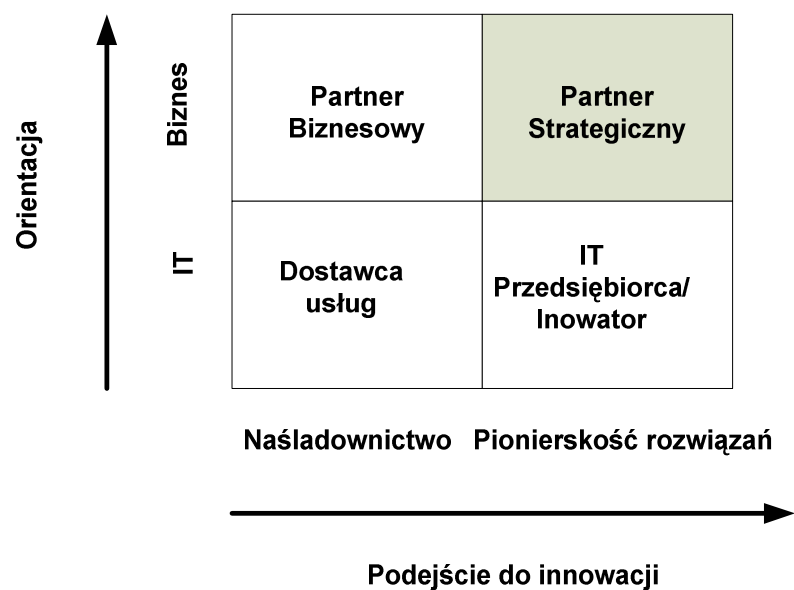 Orientacja
Biznes
IT
Partner
Biznesowy
Partner
Strategiczny
Dostawca
usług
IT
Przedsiębiorca/
Inowator
Naśladownictwo
Pionierskość rozwiązań
Podejście do innowacji